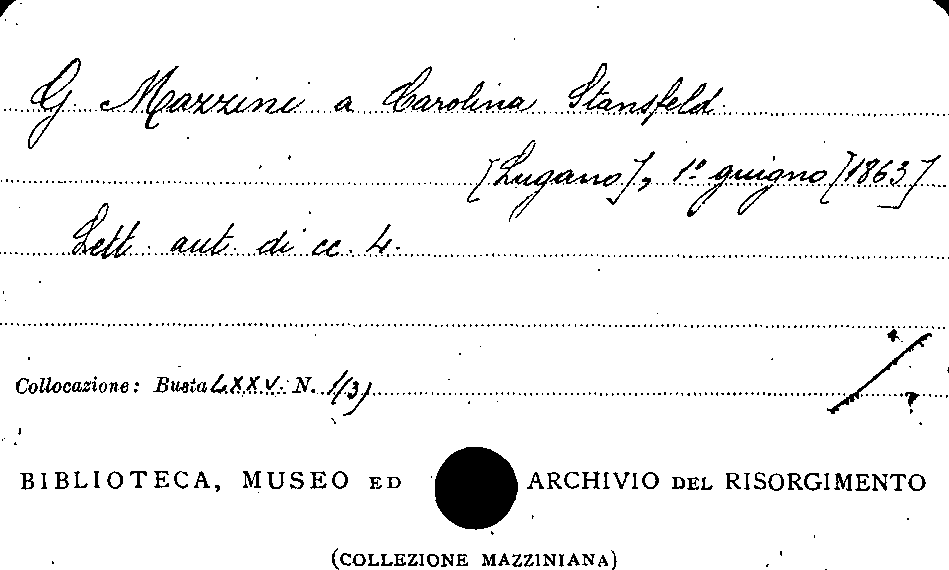 G. Mazzini a Carolina Stansfeld.
[Lugano], 1º giugno [1863]
Lett. aut. di cc. 4.
Collocazione: Busta LXXV. N. 1/(3)
BIBLIOTECA, MUSEO ED ARCHIVIO DEL RISORGIMENTO
(COLLEZIONE MAZZINIANA)